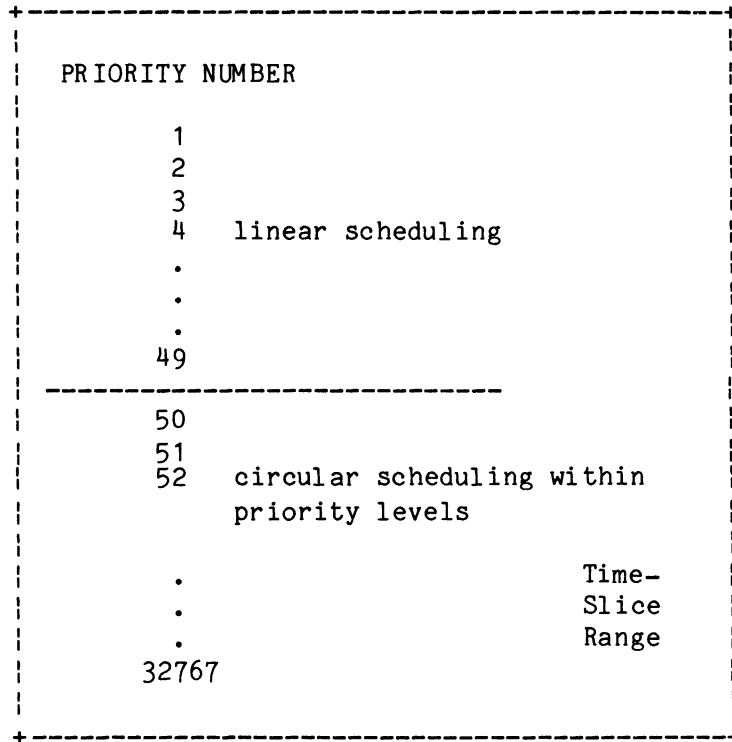 PRIORITY NUMBER
1
2
3
4 linear scheduling
.
.
.
49
50
51
52 circular scheduling within
priority levels
. Time-
. Slice
. Range
32767